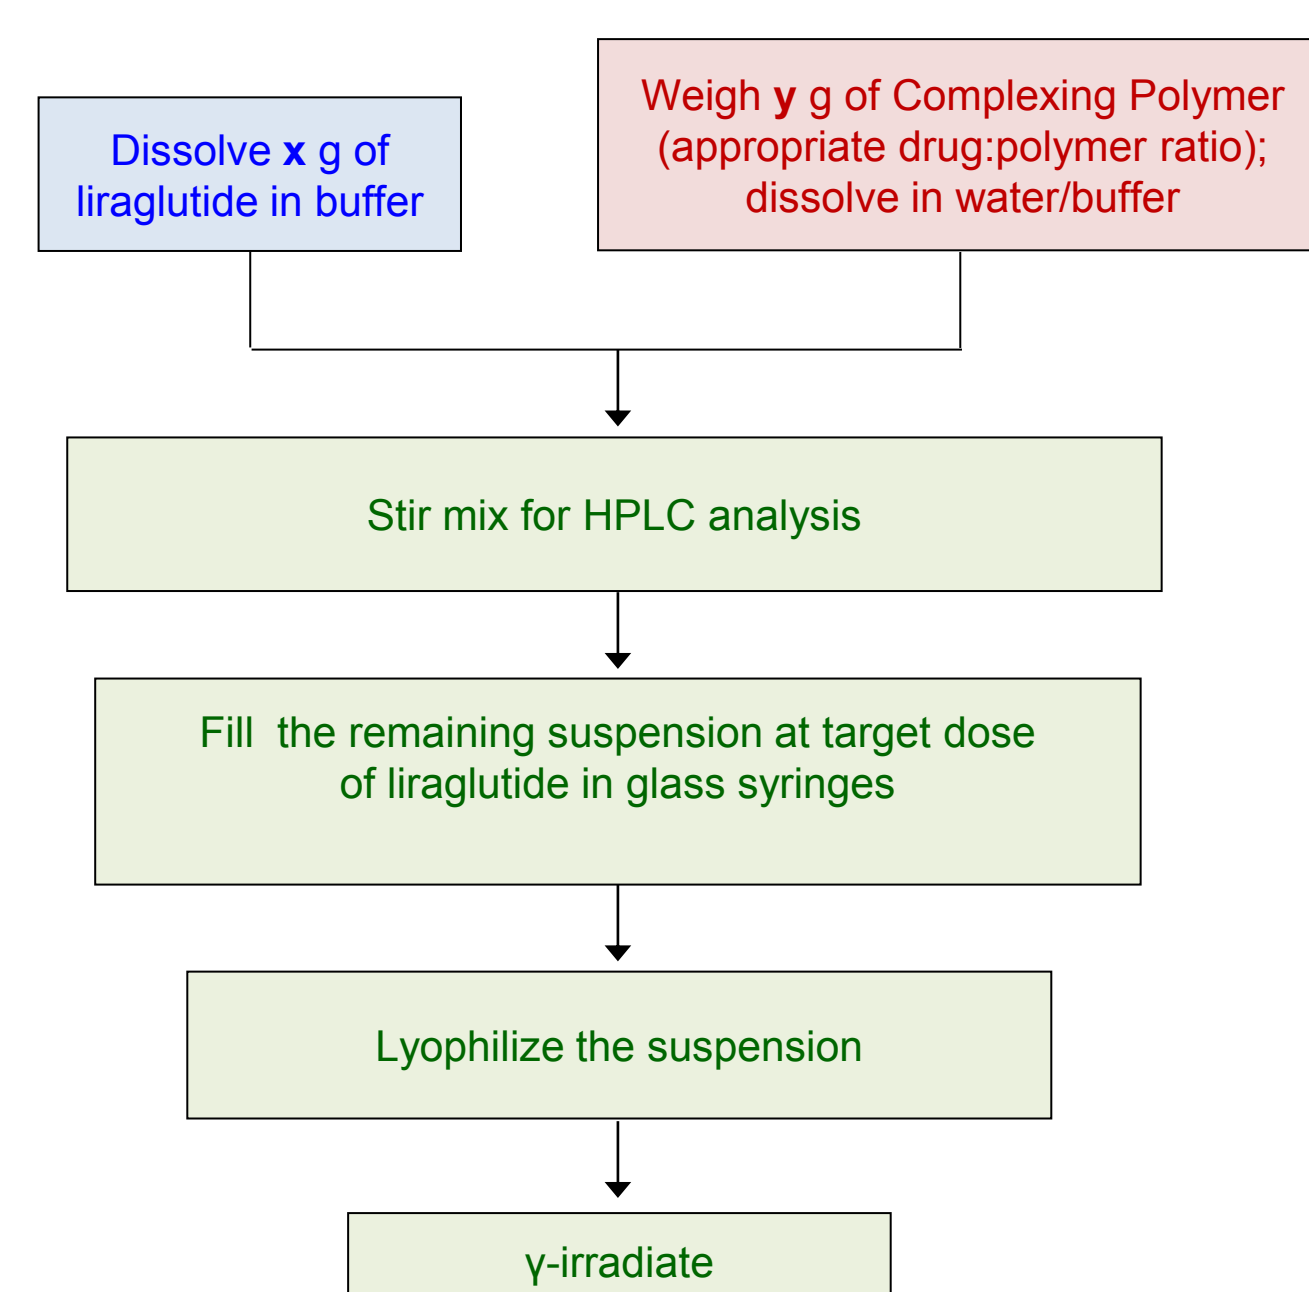 Dissolve x g of
liraglutide in buffer
Weigh y g of Complexing Polymer
(appropriate drug:polymer ratio);
dissolve in water/buffer
Stir mix for HPLC analysis
Fill the remaining suspension at target dose
of liraglutide in glass syringes
Lyophilize the suspension
γ-irradiate